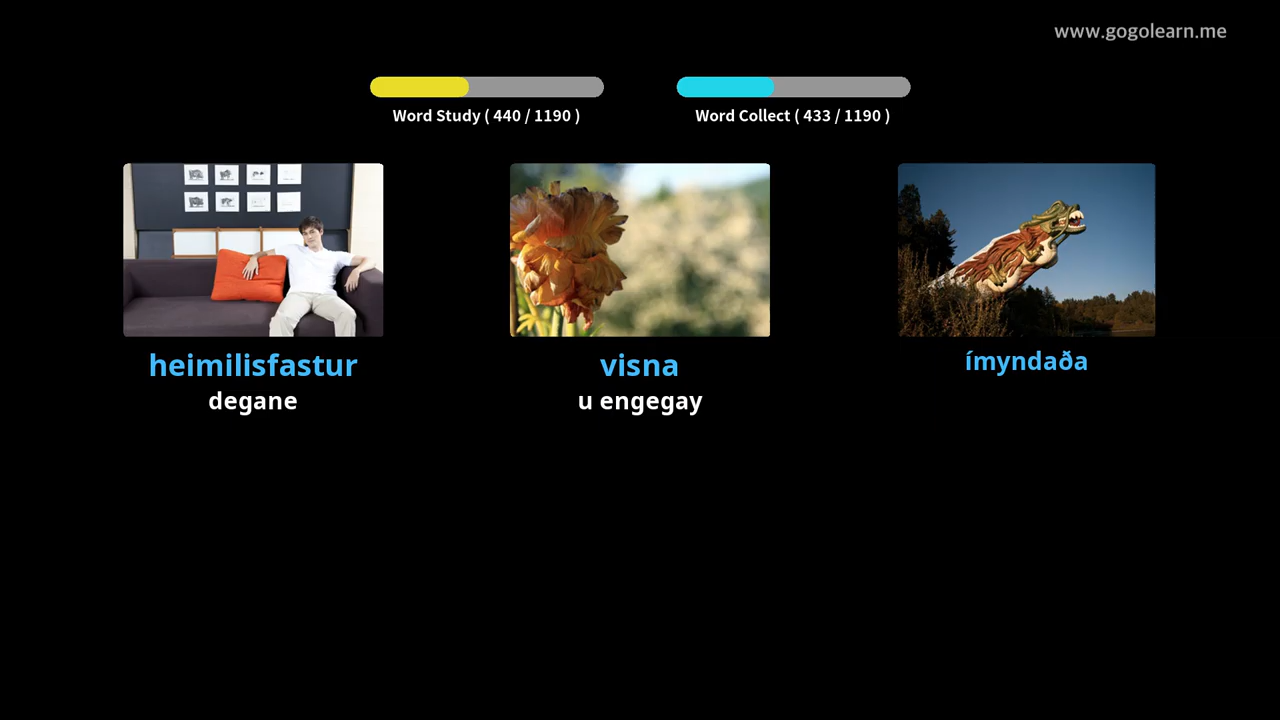 www.gogolearn.me
Word Study ( 440 / 1190 )
Word Collect ( 433 / 1190 )
heimilisfastur
degane
visna
u engegay
ímyndaða